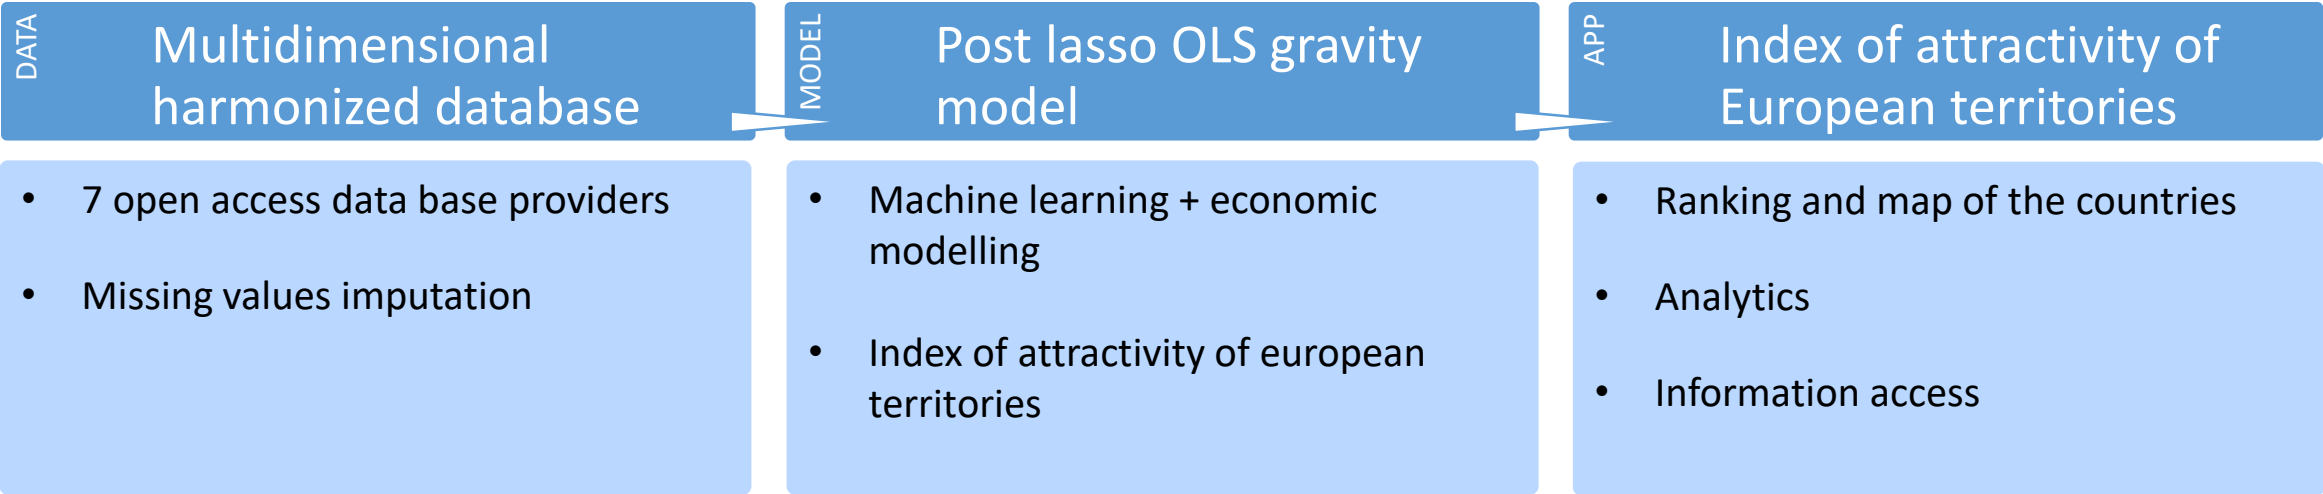 DATA
Multidimensional
harmonized database
• 7 open access data base providers
• Missing values imputation
MODEL
Post lasso OLS gravity
model
• Machine learning + economic
modelling
• Index of attractivity of european
territories
APP
Index of attractivity of
European territories
• Ranking and map of the countries
• Analytics
• Information access